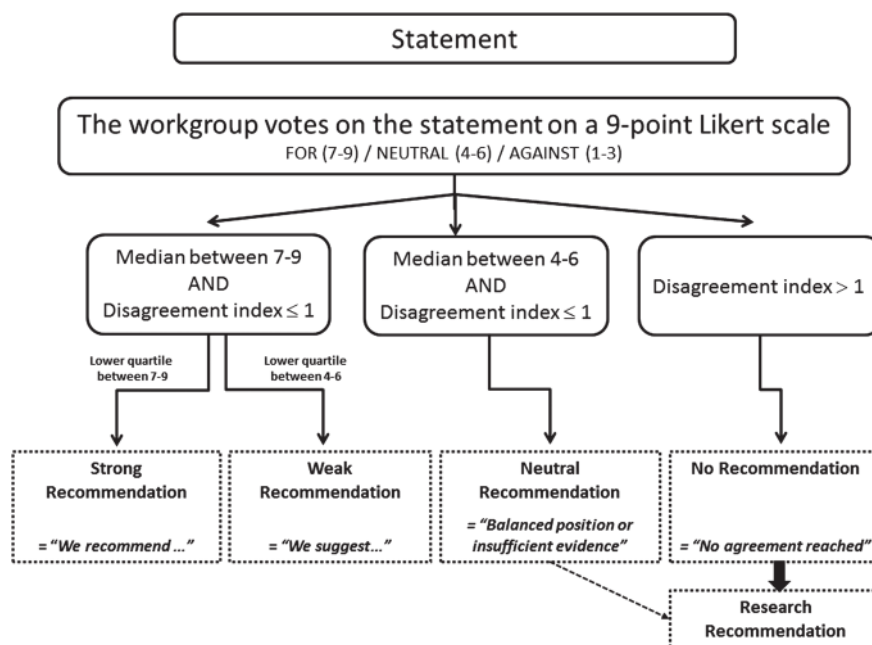 Statement
The workgroup votes on the statement on a 9-point Likert scale
FOR (7-9) / NEUTRAL (4-6) / AGAINST (1-3)
Median between 7-9
AND
Disagreement index ≤ 1
Median between 4-6
AND
Disagreement index ≤ 1
Disagreement index > 1
Lower quartile
between 7-9
Lower quartile
between 4-6
Strong
Recommendation
= “We recommend ...”
Weak
Recommendation
= “We suggest...”
Neutral
Recommendation
= “Balanced position or
insufficient evidence”
No Recommendation
= “No agreement reached”
Research
Recommendation